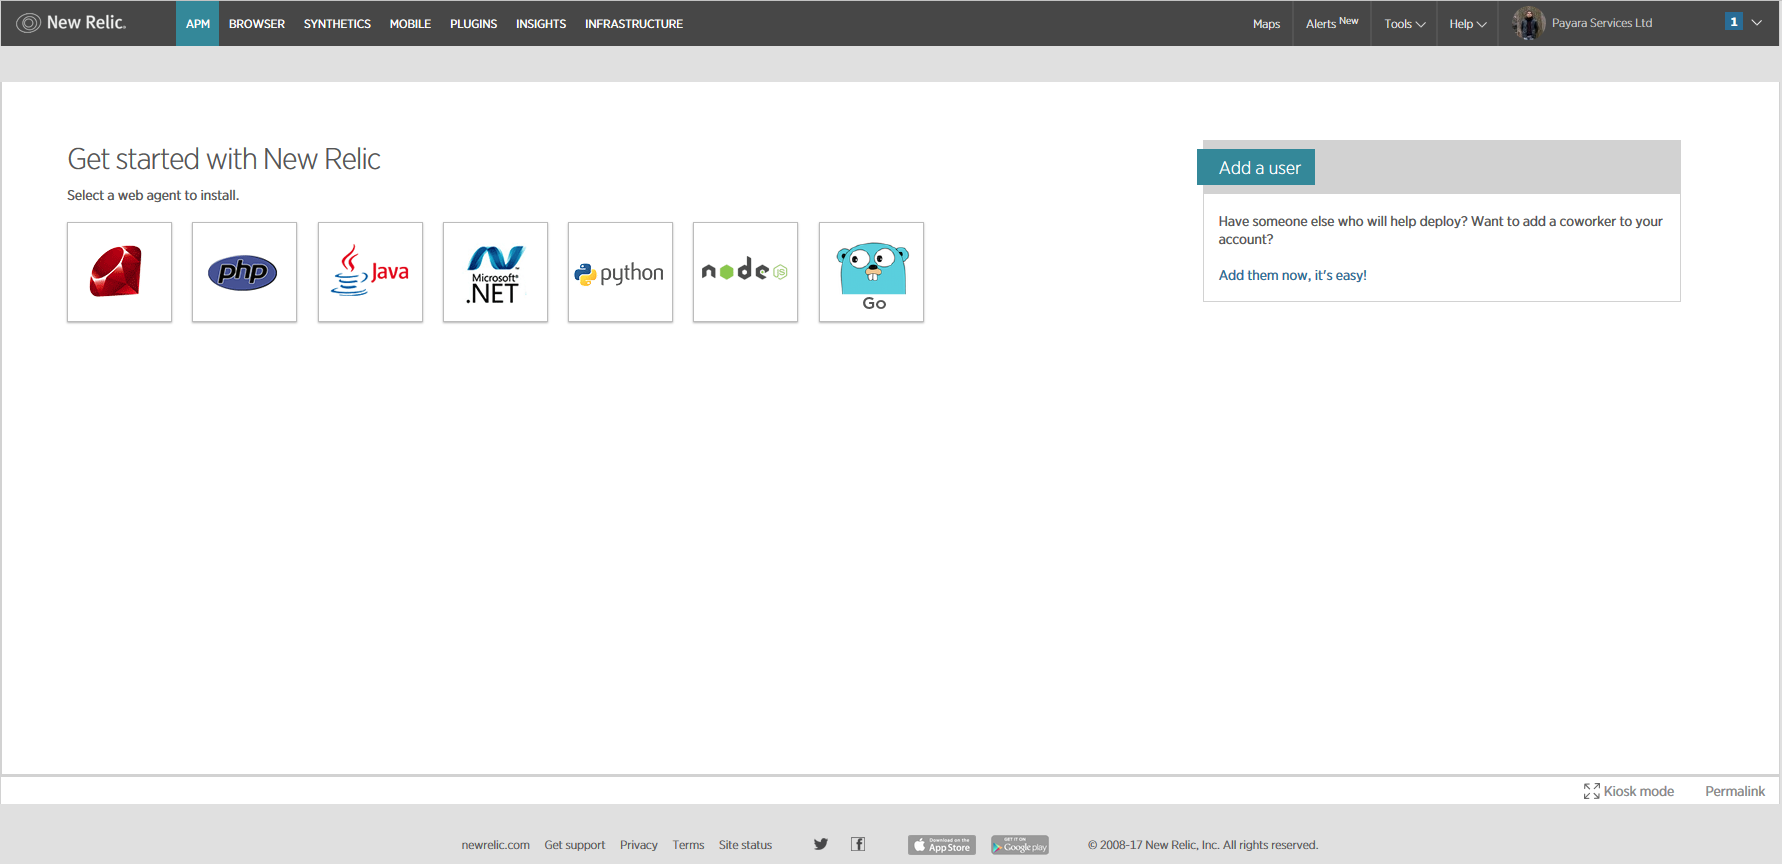 New Relic.
APM BROWSER SYNTHETICS MOBILE PLUGINS INSIGHTS INFRASTRUCTURE
Maps
Alerts New
Tools
Help
Payara Services Ltd
1
Get started with New Relic
Select a web agent to install.
php
Java
Microsoft®
.NET
python
node
JS
Go
Add a user
Have someone else who will help deploy? Want to add a coworker to your
account?
Add them now, it's easy!
Kiosk mode
Permalink
newrelic.com Get support Privacy Terms Site status
f
Download on the
App Store
GET IT ON
Google play
© 2008-17 New Relic, Inc. All rights reserved.